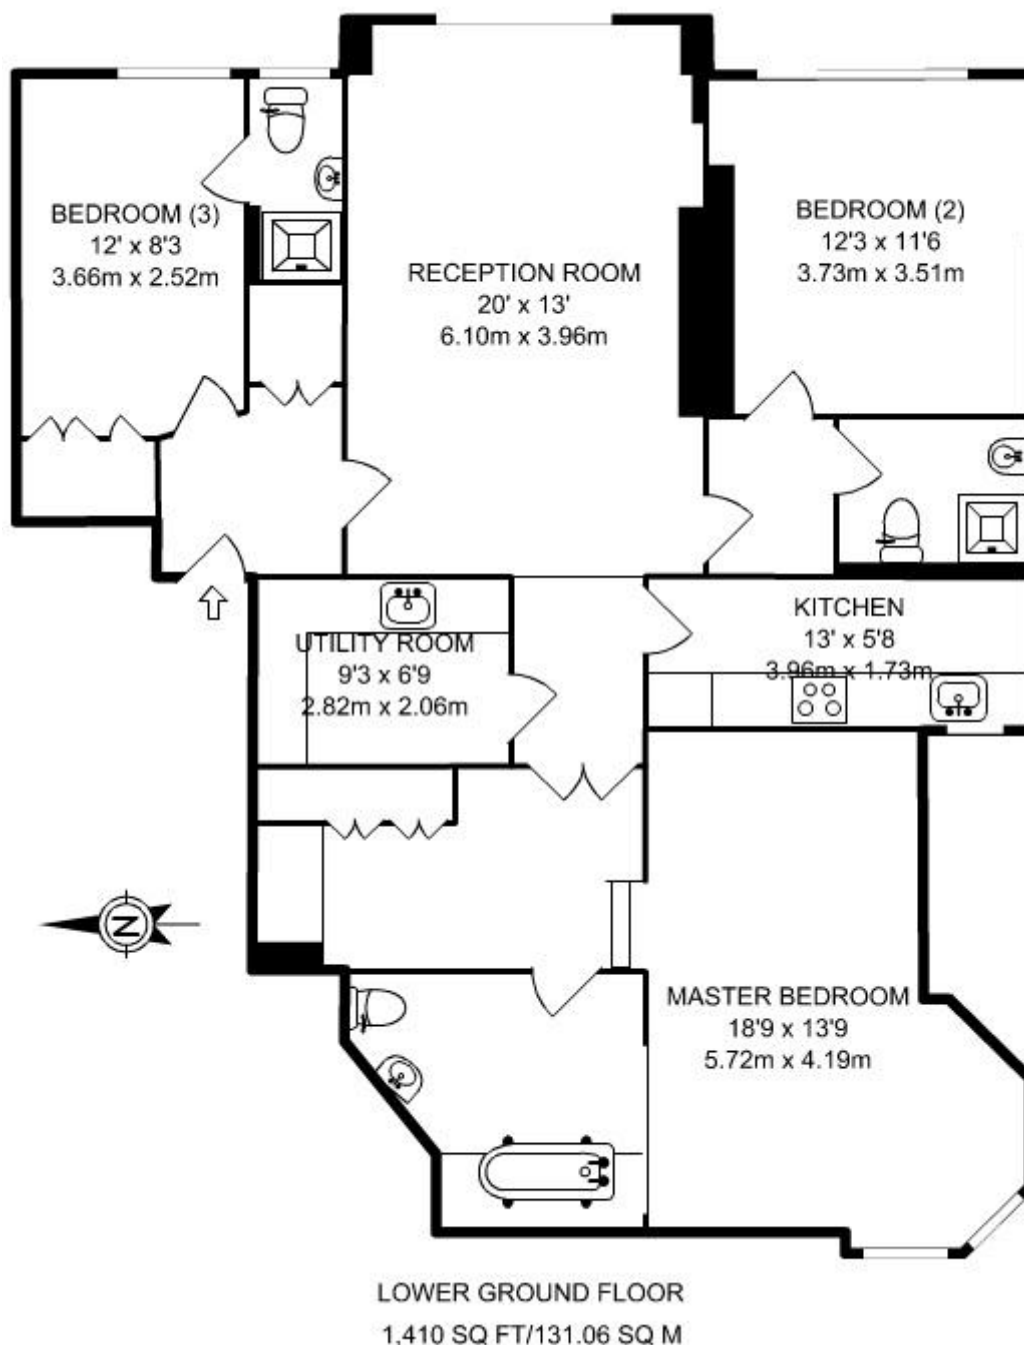 BEDROOM (3)
12' x 8'3
3.66m x 2.52m
RECEPTION ROOM
20' x 13'
6.10m x 3.96m
BEDROOM (2)
12'3 x 11'6
3.73m x 3.51m
UTILITY ROOM
9'3 x 6'9
2.82m x 2.06m
KITCHEN
13' x 5'8
3.96m x 1.73m
N
MASTER BEDROOM
18'9 x 13'9
5.72m x 4.19m
LOWER GROUND FLOOR
1,410 SQ FT/131.06 SQ M